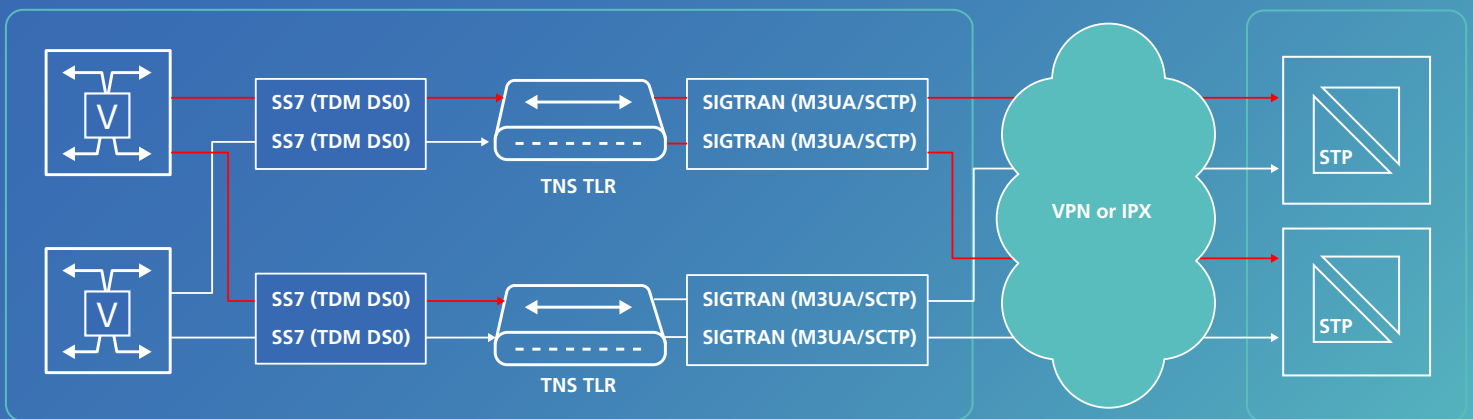 V
SS7 (TDM DS0)
SS7 (TDM DS0)
TNS TLR
SIGTRAN (M3UA/SCTP)
SIGTRAN (M3UA/SCTP)
VPN or IPX
STP
V
SS7 (TDM DS0)
SS7 (TDM DS0)
TNS TLR
SIGTRAN (M3UA/SCTP)
SIGTRAN (M3UA/SCTP)
STP